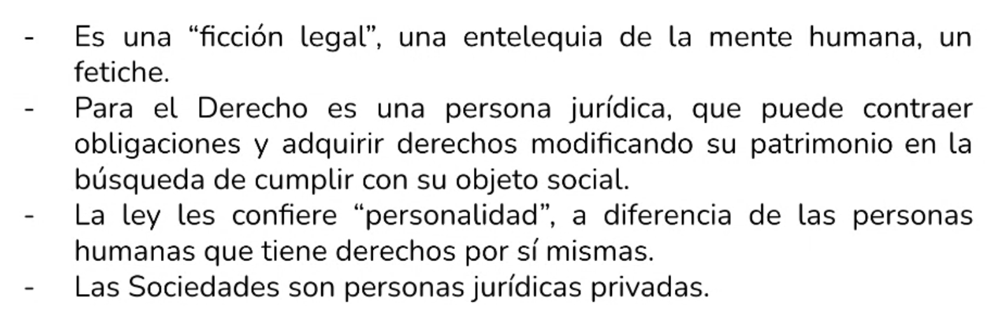 - Es una “ficción legal”, una entelequia de la mente humana, un
fetiche.
- Para el Derecho es una persona jurídica, que puede contraer
obligaciones y adquirir derechos modificando su patrimonio en la
búsqueda de cumplir con su objeto social.
- La ley les confiere “personalidad”, a diferencia de las personas
humanas que tiene derechos por sí mismas.
- Las Sociedades son personas jurídicas privadas.